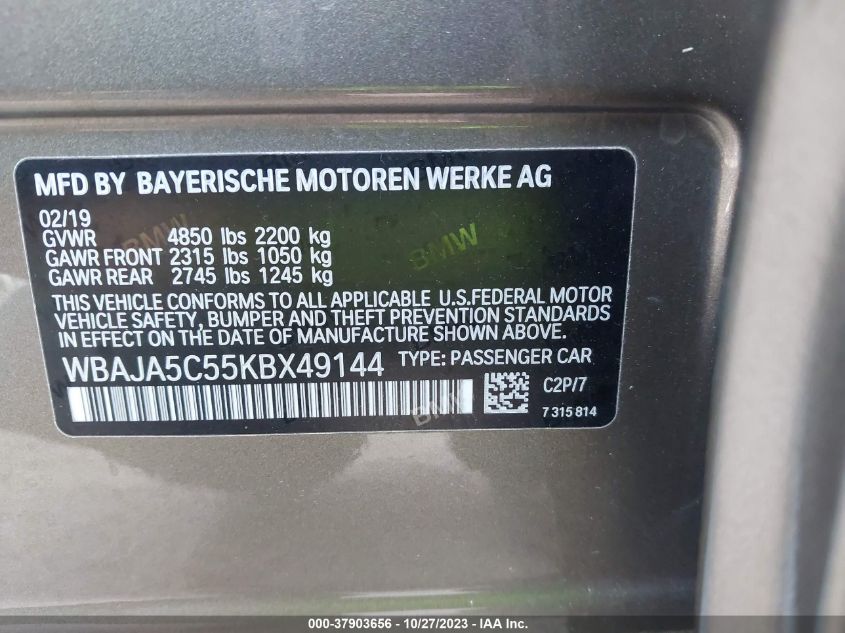 MFD BY BAYERISCHE MOTOREN WERKE AG
02/19
GVWR 4850 lbs 2200 kg
GAWR FRONT 2315 lbs 1050 kg
GAWR REAR 2745 lbs 1245 kg
BMW BMW
THIS VEHICLE CONFORMS TO ALL APPLICABLE U.S.FEDERAL MOTOR
VEHICLE SAFETY, BUMPER AND THEFT PREVENTION STANDARDS
IN EFFECT ON THE DATE OF MANUFACTURE SHOWN ABOVE.
WBAJA5C55KBX49144 TYPE: PASSENGER CAR
BMW
C2P/7
7 315 814
000-37903656 - 10/27/2023 - IAA Inc.